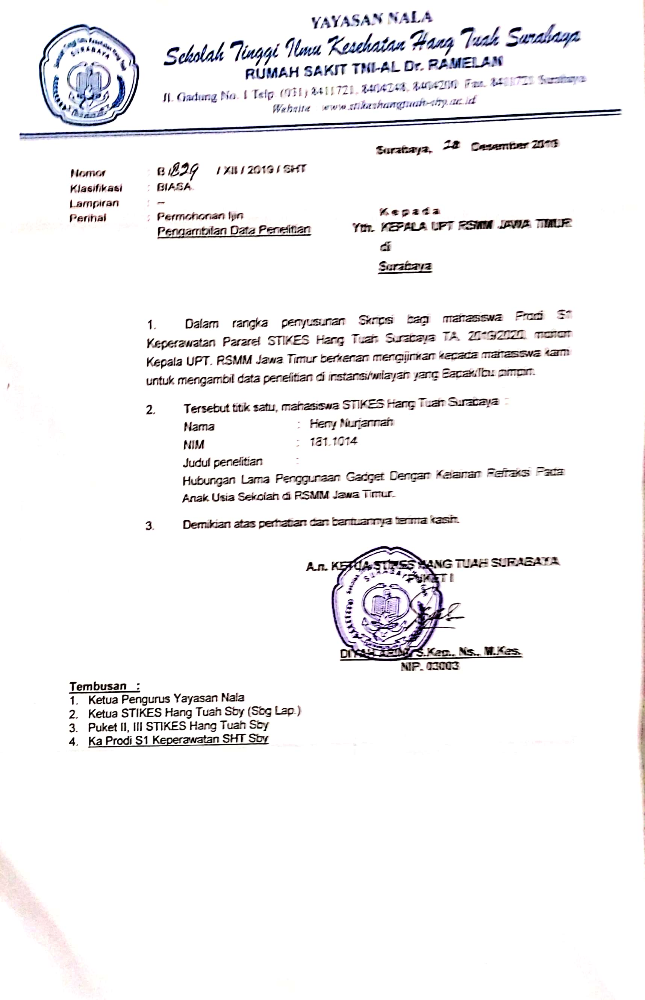 YAYASAN NALA
Sekolah Tinggi Ilmu Kesehatan Hang Tuah Surabaya
RUMAH SAKIT TNI-AL Dr. RAMELAN
Jl. Gadung No. 1 Telp. (031) 8411721, 8404248, 8404200 Fax. 8411721 Surabaya
Website : www.stikeshangtuah-sby.ac.id
SURABAYA
Surabaya, Desember 2019
Nomor : B / 1829 / XII / 2019 / SHT
Klasifikasi : BIASA.
Lampiran : --
Perihal : Permohonan Ijin
Pengambilan Data Penelitian
Kepada
Yth. KEPALA UPT RSMM JAWA TIMUR
di
Surabaya
1. Dalam rangka penyusunan Skripsi bagi mahasiswa Prodi S1
Keperawatan Pararel STIKES Hang Tuah Surabaya TA. 2019/2020, mohon
Kepala UPT. RSMM Jawa Timur berkenan mengijinkan kepada mahasiswa kami
untuk mengambil data penelitian di instansi/wilayah yang Bapak/Ibu pimpin.
2. Tersebut titik satu, mahasiswa STIKES Hang Tuah Surabaya :
Nama : Heny Nurjannah
NIM : 181.1014
Judul penelitian :
Hubungan Lama Penggunaan Gadget Dengan Kelainan Refraksi Pada
Anak Usia Sekolah di RSMM Jawa Timur.
3. Demikian atas perhatian dan bantuannya terima kasih.
A.n. KETUA STIKES HANG TUAH SURABAYA
PUKET I
SURABAYA
DIYAH ARINI, S.Kep., Ns., M.Kes.
NIP. 03003
Tembusan :
1. Ketua Pengurus Yayasan Nala
2. Ketua STIKES Hang Tuah Sby (Sbg Lap.)
3. Puket II, III STIKES Hang Tuah Sby
4. Ka Prodi S1 Keperawatan SHT Sby